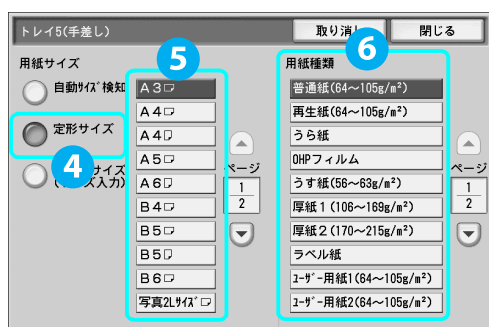 トレイ5(手差し)
取り消し
閉じる
用紙サイズ
自動ｻｲｽﾞ検知
定形サイズ
サイズ
ズ入力)
4
5
A3
A4
A4
A5
A6
B4
B5
B5
B6
写真2Lｻｲｽﾞ
ページ
1
2
6
用紙種類
普通紙(64～105g/m²)
再生紙(64～105g/m²)
うら紙
OHPフィルム
うす紙(56～63g/m²)
厚紙1(106～169g/m²)
厚紙2(170～215g/m²)
ラベル紙
ﾕｰｻﾞｰ用紙1(64～105g/m²)
ﾕｰｻﾞｰ用紙2(64～105g/m²)
ページ
1
2